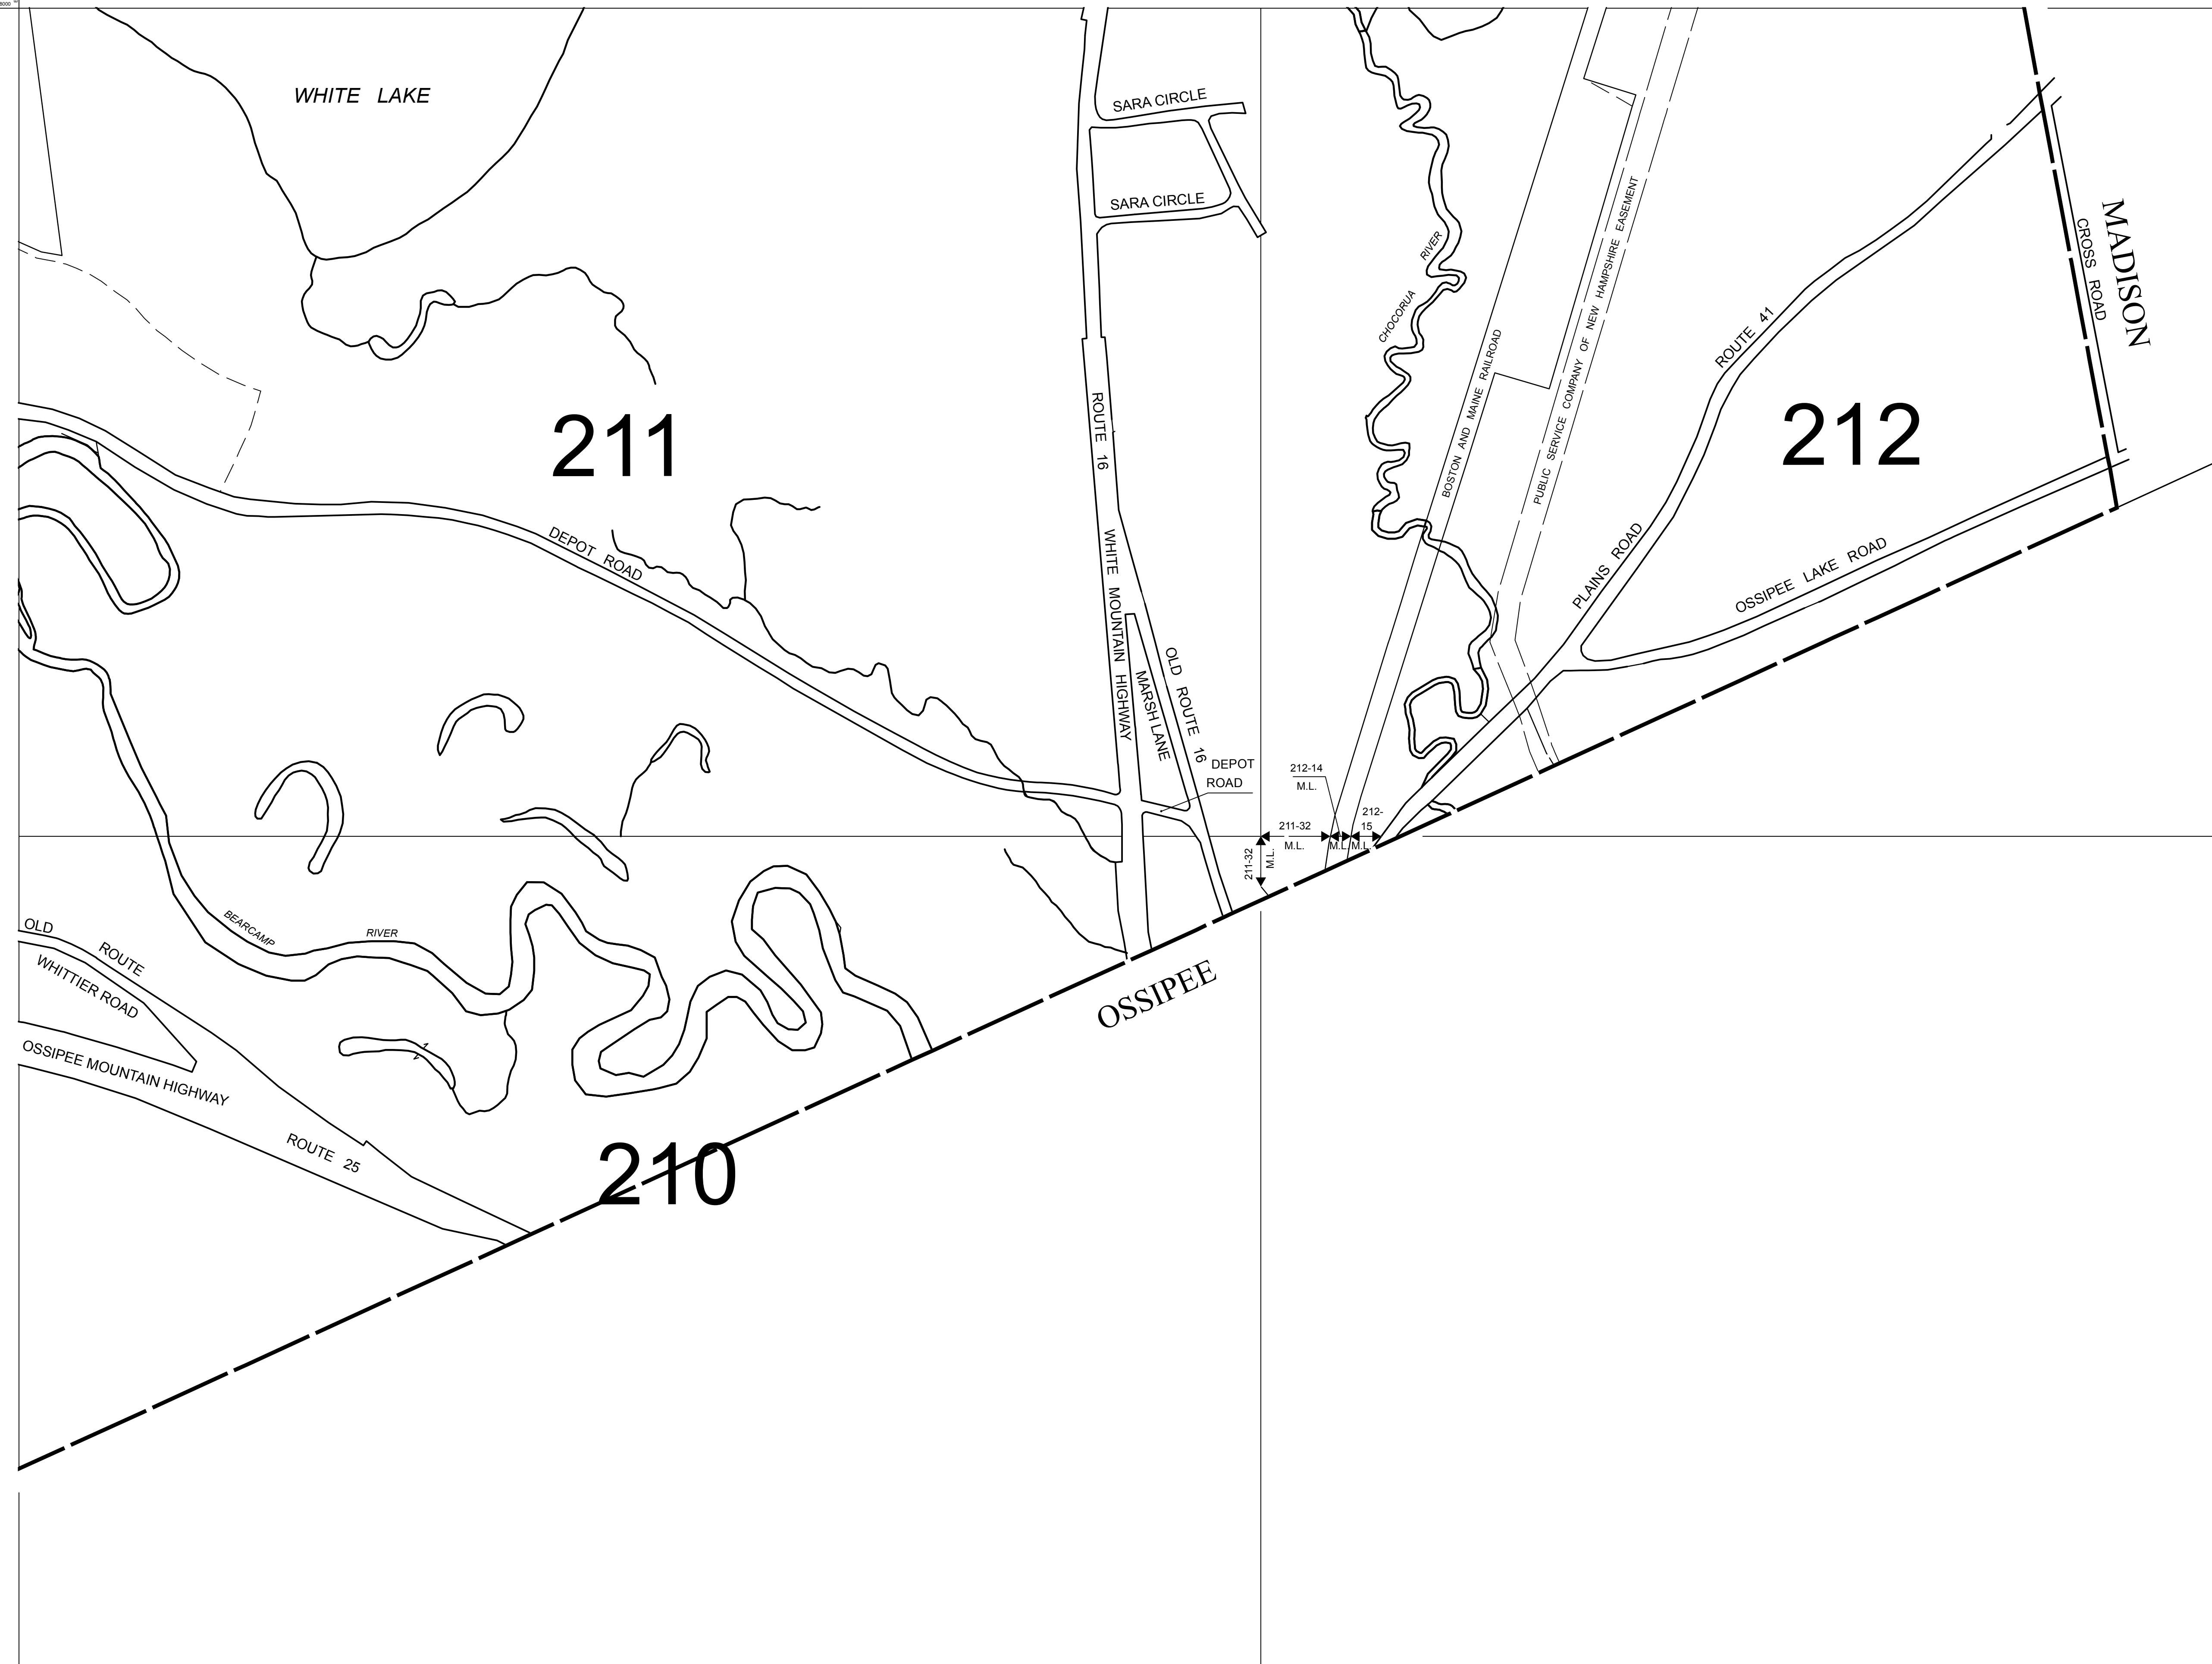 8000
WHITE LAKE
SARA CIRCLE
SARA CIRCLE
MADISON
CROSS ROAD
RIVER
CHOCORUA
PUBLIC SERVICE COMPANY OF NEW HAMPSHIRE EASEMENT
BOSTON AND MAINE RAILROAD
ROUTE 41
211
212
ROUTE 16
WHITE MOUNTAIN HIGHWAY
DEPOT ROAD
PLAINS ROAD
OSSIPEE LAKE ROAD
OLD ROUTE 16
MARSH LANE
DEPOT
ROAD
212-14
M.L.
212-
15
211-32
M.L.
M.L.
M.L.
211-32
M.L.
BEARCAMP
RIVER
OLD ROUTE
WHITTIER ROAD
OSSIPEE
OSSIPEE MOUNTAIN HIGHWAY
ROUTE 25
210